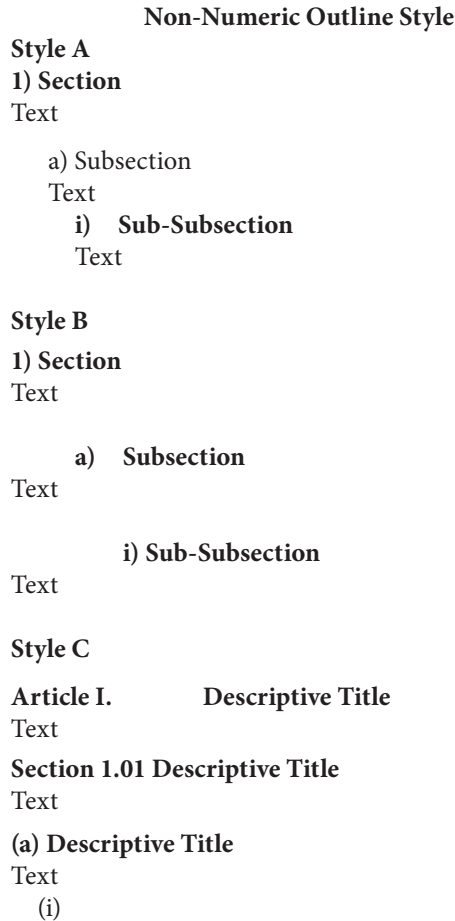 Non-Numeric Outline Style
Style A
1) Section
Text
a) Subsection
Text
i) Sub-Subsection
Text
Style B
1) Section
Text
a) Subsection
Text
i) Sub-Subsection
Text
Style C
Article I. Descriptive Title
Text
Section 1.01 Descriptive Title
Text
(a) Descriptive Title
Text
(i)